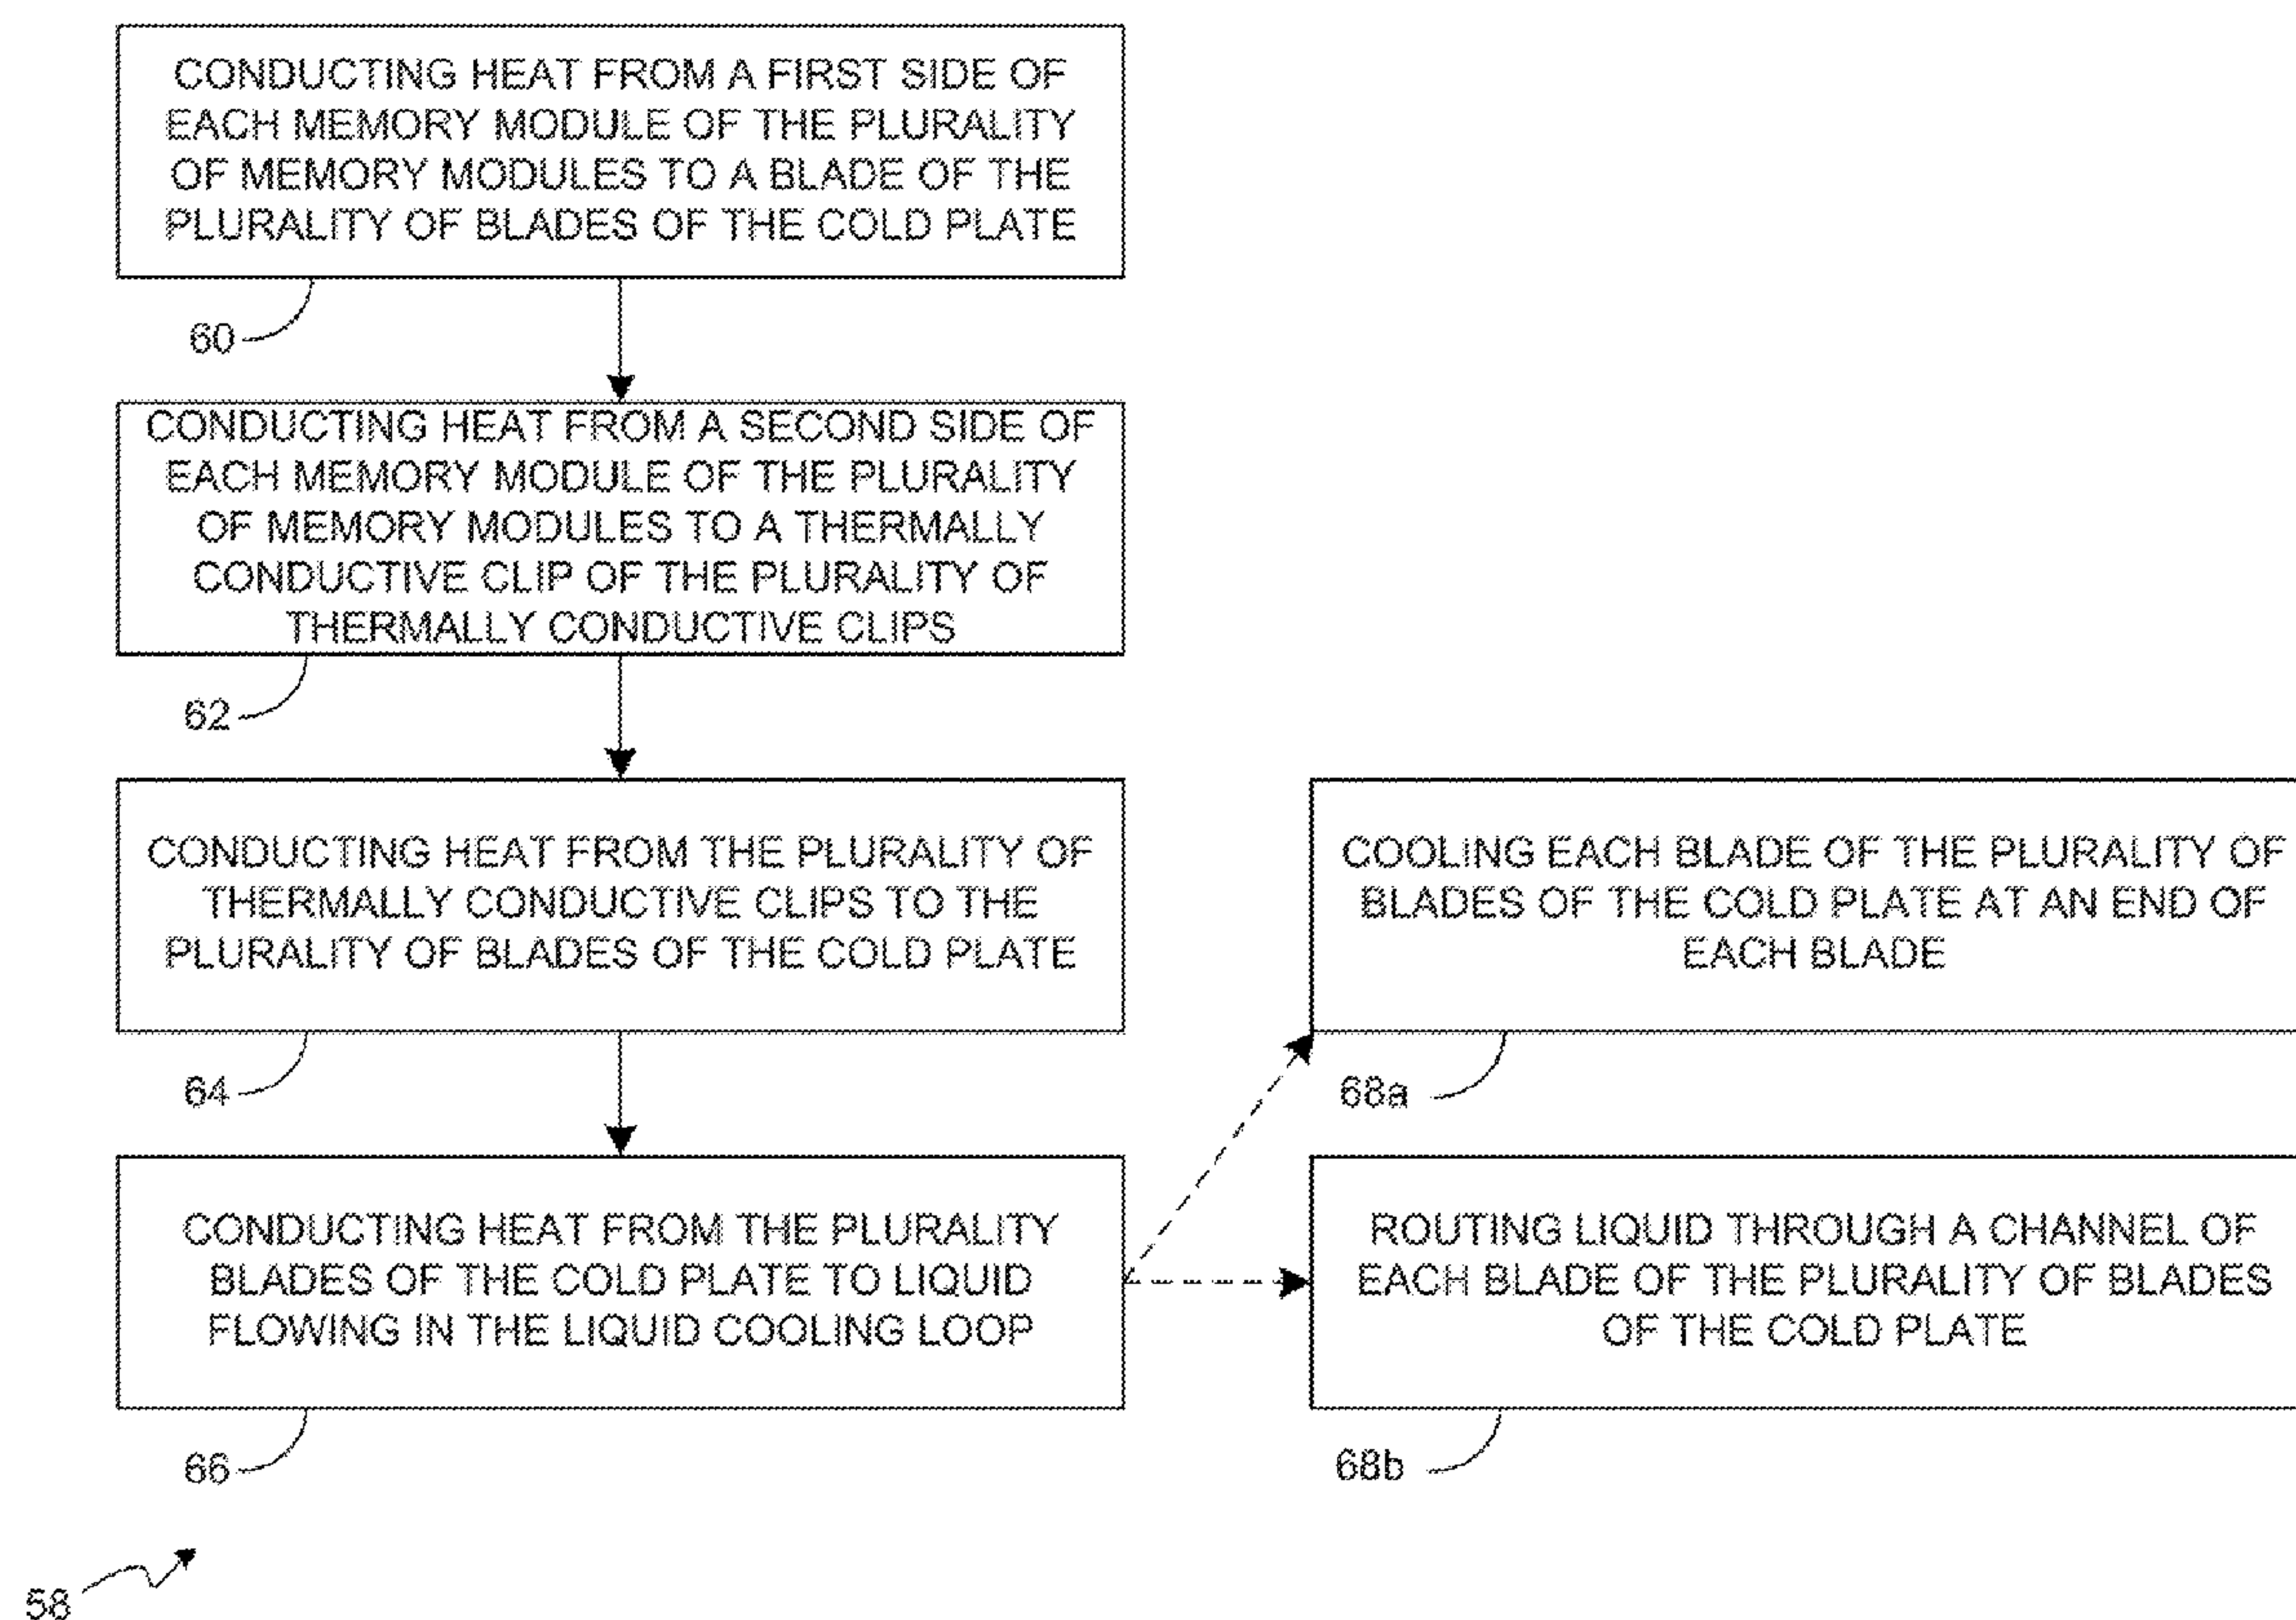 CONDUCTING HEAT FROM A FIRST SIDE OF
EACH MEMORY MODULE OF THE PLURALITY
OF MEMORY MODULES TO A BLADE OF THE
PLURALITY OF BLADES OF THE COLD PLATE
60
CONDUCTING HEAT FROM A SECOND SIDE OF
EACH MEMORY MODULE OF THE PLURALITY
OF MEMORY MODULES TO A THERMALLY
CONDUCTIVE CLIP OF THE PLURALITY OF
THERMALLY CONDUCTIVE CLIPS
62
CONDUCTING HEAT FROM THE PLURALITY OF
THERMALLY CONDUCTIVE CLIPS TO THE
PLURALITY OF BLADES OF THE COLD PLATE
64
COOLING EACH BLADE OF THE PLURALITY OF
BLADES OF THE COLD PLATE AT AN END OF
EACH BLADE
68a
CONDUCTING HEAT FROM THE PLURALITY
BLADES OF THE COLD PLATE TO LIQUID
FLOWING IN THE LIQUID COOLING LOOP
66
ROUTING LIQUID THROUGH A CHANNEL OF
EACH BLADE OF THE PLURALITY OF BLADES
OF THE COLD PLATE
68b
58